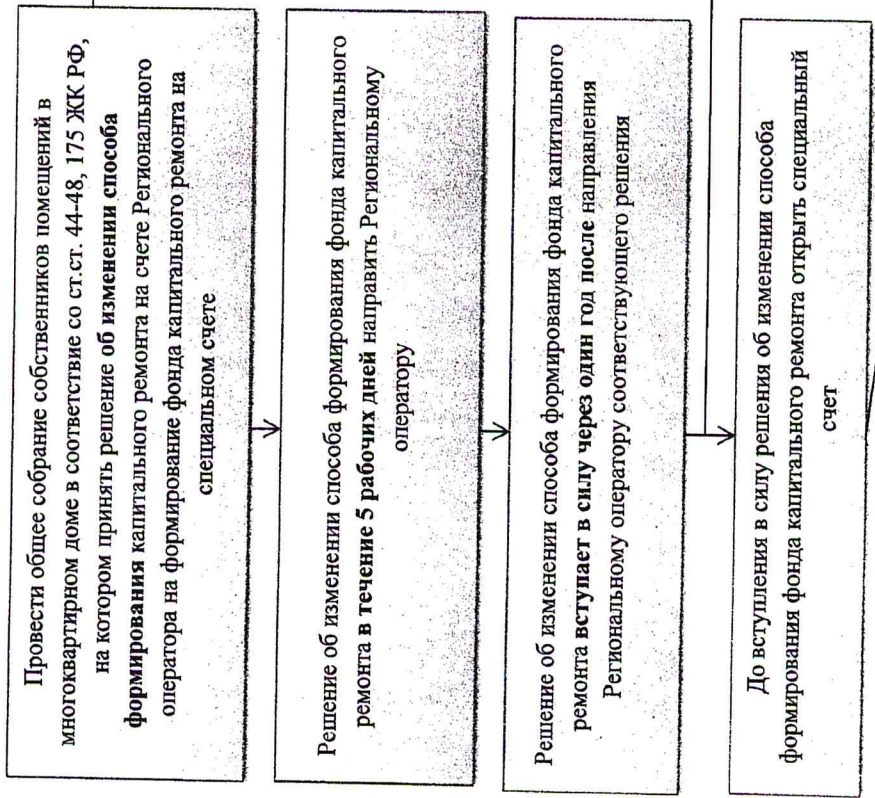 Провести общее собрание собственников помещений в
многоквартирном доме в соответствие со ст.ст. 44-48, 175 ЖК РФ,
на котором принять решение об изменении способа
формирования капитального ремонта на счете Регионального
оператора на формирование фонда капитального ремонта на
специальном счете
Решение об изменении способа формирования фонда капитального
ремонта в течение 5 рабочих дней направить Региональному
оператору
Решение об изменении способа формирования фонда капитального
ремонта вступает в силу через один год после направления
Региональному оператору соответствующего решения
До вступления в силу решения об изменении способа
формирования фонда капитального ремонта открыть специальный
счет